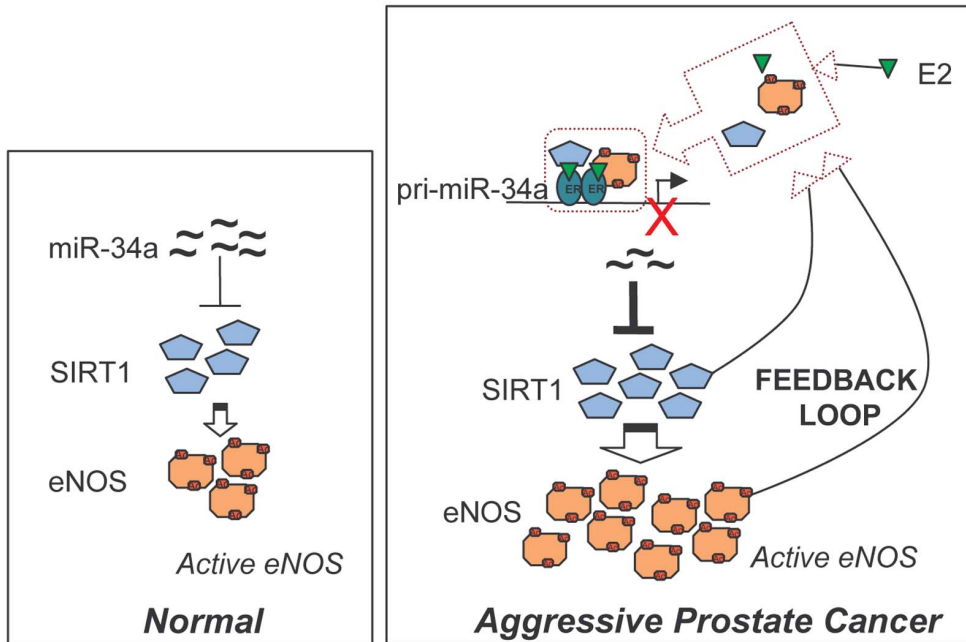 miR-34a
SIRT1
eNOS
Active eNOS
Normal
E2
pri-miR-34a
ER
ER
X
SIRT1
FEEDBACK
LOOP
eNOS
Active eNOS
Aggressive Prostate Cancer